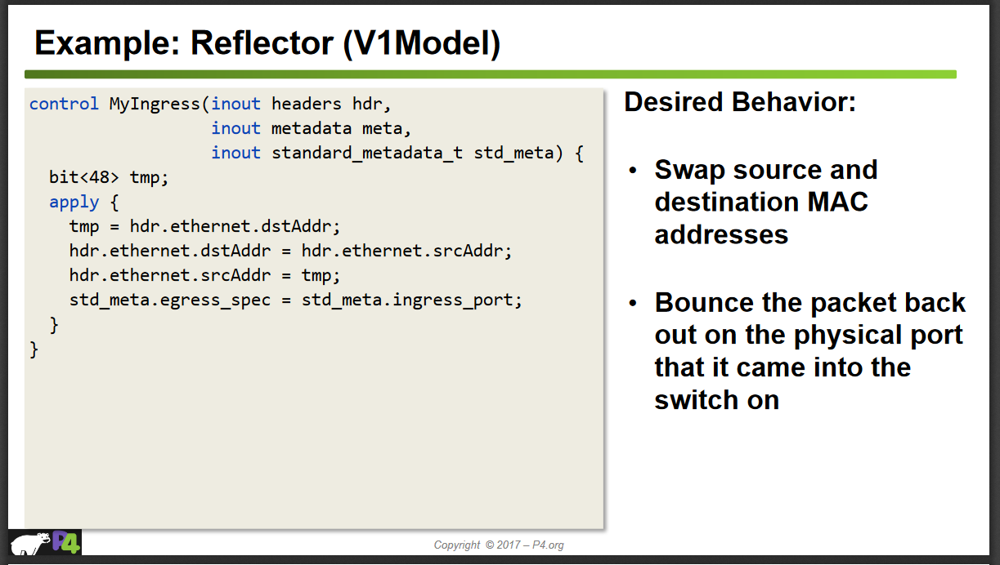 Example: Reflector (V1Model)
control MyIngress(inout headers hdr,
                  inout metadata meta,
                  inout standard_metadata_t std_meta) {
  bit<48> tmp;
  apply {
    tmp = hdr.ethernet.dstAddr;
    hdr.ethernet.dstAddr = hdr.ethernet.srcAddr;
    hdr.ethernet.srcAddr = tmp;
    std_meta.egress_spec = std_meta.ingress_port;
  }
}
Desired Behavior:
• Swap source and
destination MAC
addresses
• Bounce the packet back
out on the physical port
that it came into the
switch on
P4
Copyright © 2017 – P4.org